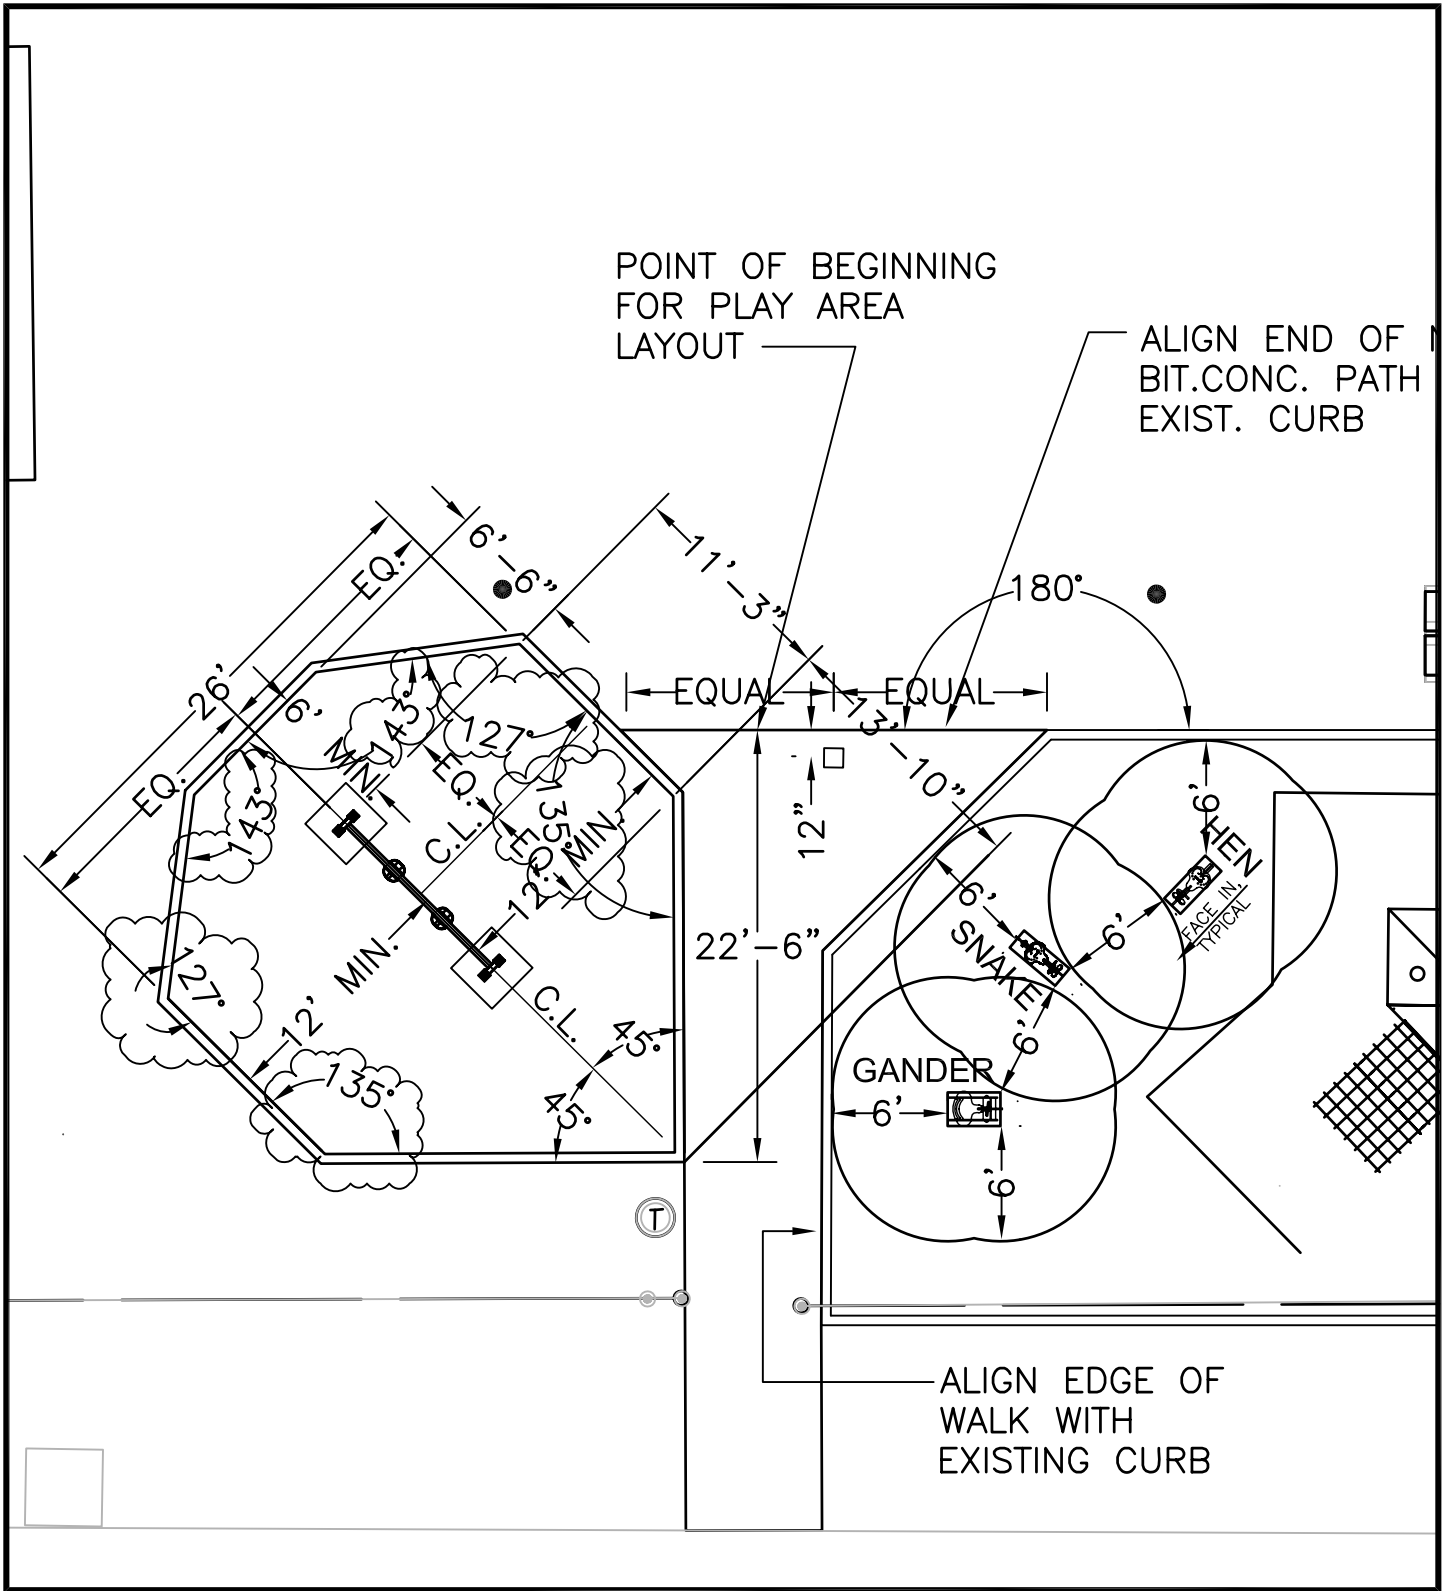 POINT OF BEGINNING
FOR PLAY AREA
LAYOUT
ALIGN END OF
BIT.CONC. PATH
EXIST. CURB
6'-6"
11'-3"
180°
EQ.
26'
EQ.
6'
MIN.
143°
127°
EQUAL
EQUAL
13'-10"
EQ.
C.L.
EQ.
135°
MIN.
12'
12"
143°
6'
HEN
FACE IN,
TYPICAL
6'
6'
SNAKE
22'-6"
MIN.
127°
12'
C.L.
45°
45°
135°
6'
GANDER
6'
6'
T
ALIGN EDGE OF
WALK WITH
EXISTING CURB